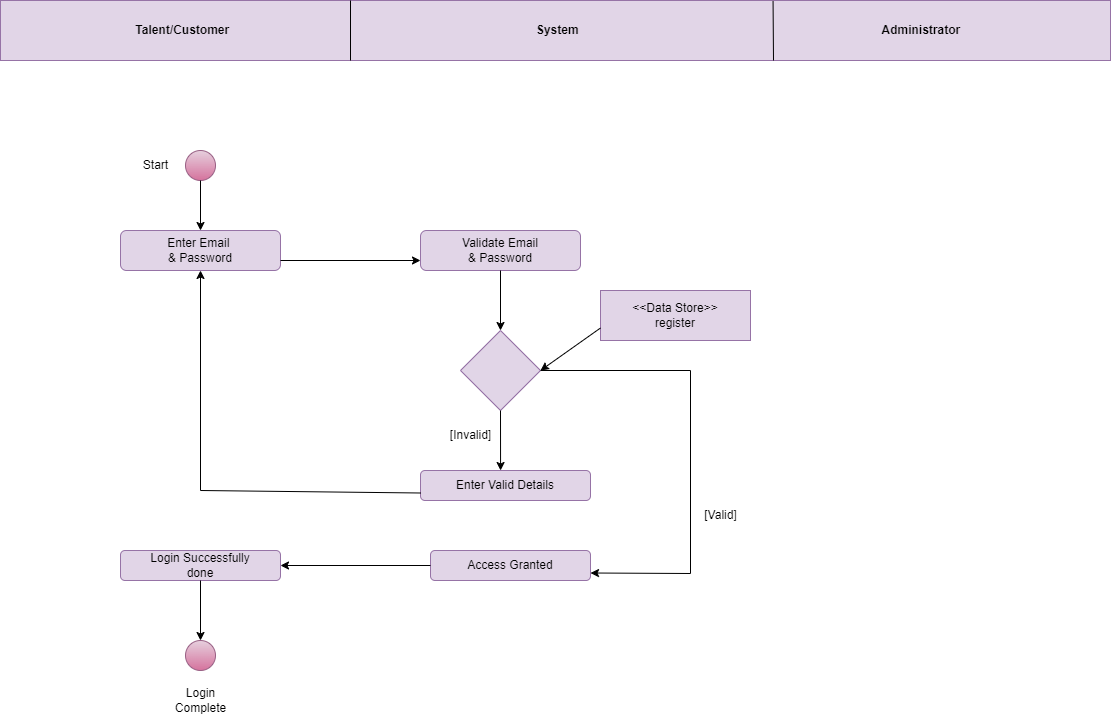 Talent/Customer
System
Administrator
Start
Enter Email
& Password
Validate Email
& Password
<<Data Store>>
register
[Invalid]
Enter Valid Details
[Valid]
Login Successfully
done
Access Granted
Login
Complete